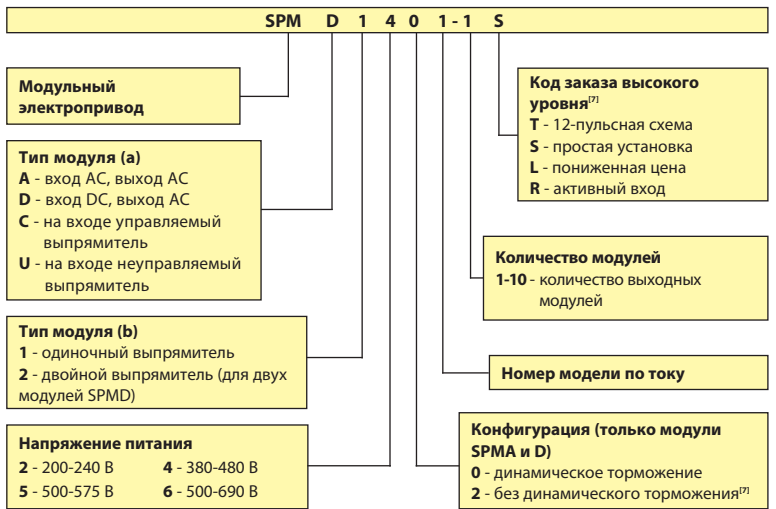 SPM D 1 4 0 1 - 1 S
Модульный
электропривод
Тип модуля (a)
A - вход AC, выход AC
D - вход DC, выход AC
C - на входе управляемый
выпрямитель
U - на входе неуправляемый
выпрямитель
Тип модуля (b)
1 - одиночный выпрямитель
2 - двойной выпрямитель (для двух
модулей SPMD)
Напряжение питания
2 - 200-240 В 4 - 380-480 В
5 - 500-575 В 6 - 500-690 В
Код заказа высокого
уровня[7]
T - 12-пульсная схема
S - простая установка
L - пониженная цена
R - активный вход
Количество модулей
1-10 - количество выходных
модулей
Номер модели по току
Конфигурация (только модули
SPMA и D)
0 - динамическое торможение
2 - без динамического торможения[7]